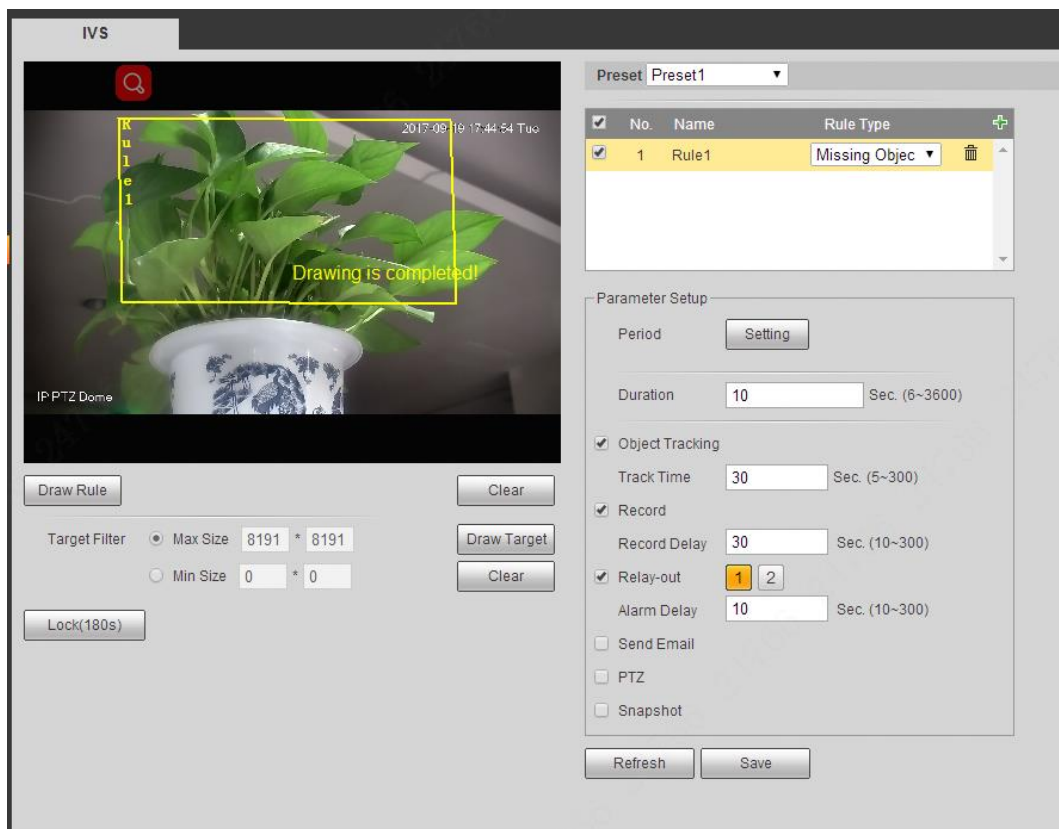 IVS
Preset Preset1
No. Name Rule Type
1 Rule1 Missing Objec
Rule1
2017-09-19 17:44:54 Tue
Drawing is completed!
IP PTZ Dome
Draw Rule Clear
Target Filter Max Size 8191 * 8191 Draw Target
Min Size 0 * 0 Clear
Lock(180s)
Parameter Setup
Period Setting
Duration 10 Sec. (6~3600)
Object Tracking
Track Time 30 Sec. (5~300)
Record
Record Delay 30 Sec. (10~300)
Relay-out 1 2
Alarm Delay 10 Sec. (10~300)
Send Email
PTZ
Snapshot
Refresh Save